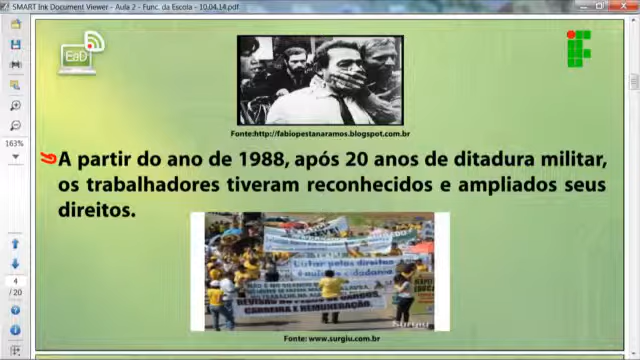 SMART Ink Document Viewer - Aula 2 - Func. da Escola - 10.04.14.pdf
EaD
Fonte:http://fabiopestanaramos.blogspot.com.br
163%
A partir do ano de 1988, após 20 anos de ditadura militar,
os trabalhadores tiveram reconhecidos e ampliados seus
direitos.
Lutar pelos direitos
CARREIRA E REMUNERAÇÃO.
Surgiu
4
/ 20
Fonte: www.surgiu.com.br